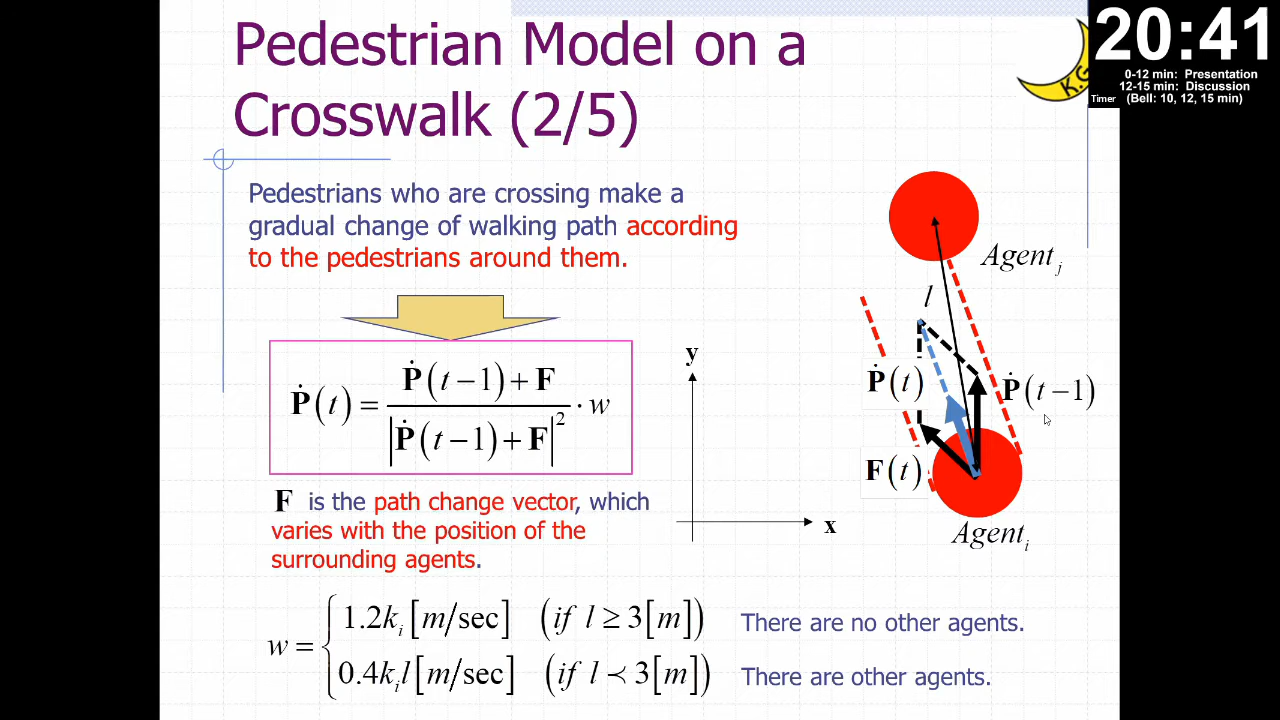 Pedestrian Model on a
Crosswalk (2/5)
K.G
20:41
0-12 min: Presentation
12-15 min: Discussion
Timer (Bell: 10, 12, 15 min)
Pedestrians who are crossing make a
gradual change of walking path according
to the pedestrians around them.
Ṗ(t) = (Ṗ(t−1)+F) / |Ṗ(t−1)+F|² · w
F is the path change vector, which
varies with the position of the
surrounding agents.
y
x
Agent_j
l
Ṗ(t)
Ṗ(t−1)
F(t)
Agent_i
w = { 1.2k_i[m/sec] (if l ≥ 3[m]) There are no other agents.
0.4k_i l[m/sec] (if l ≺ 3[m]) There are other agents.